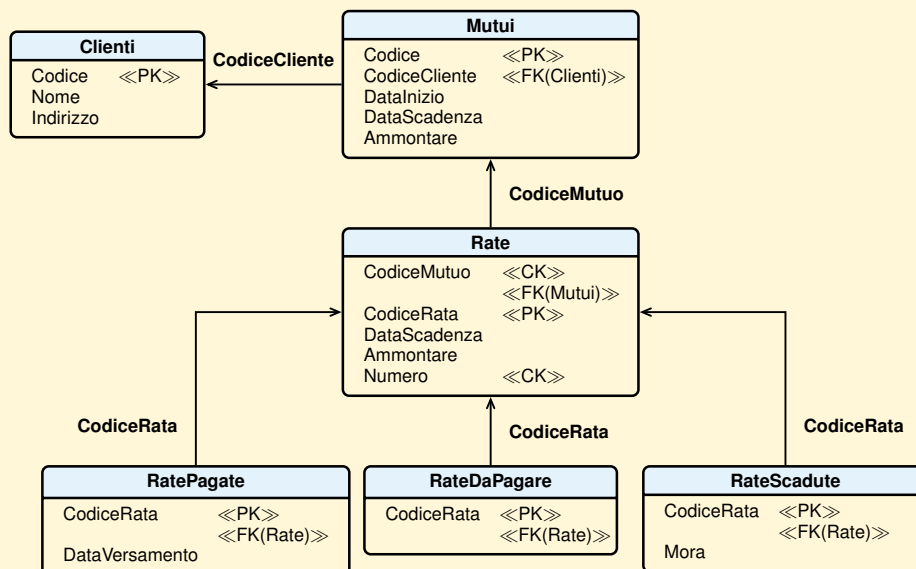 Clienti
Codice ≪PK≫
Nome
Indirizzo
CodiceCliente
Mutui
Codice ≪PK≫
CodiceCliente ≪FK(Clienti)≫
DataInizio
DataScadenza
Ammontare
CodiceMutuo
Rate
CodiceMutuo ≪CK≫
≪FK(Mutui)≫
CodiceRata ≪PK≫
DataScadenza
Ammontare
Numero ≪CK≫
CodiceRata
CodiceRata
CodiceRata
RatePagate
CodiceRata ≪PK≫
≪FK(Rate)≫
DataVersamento
RateDaPagare
CodiceRata ≪PK≫
≪FK(Rate)≫
RateScadute
CodiceRata ≪PK≫
≪FK(Rate)≫
Mora